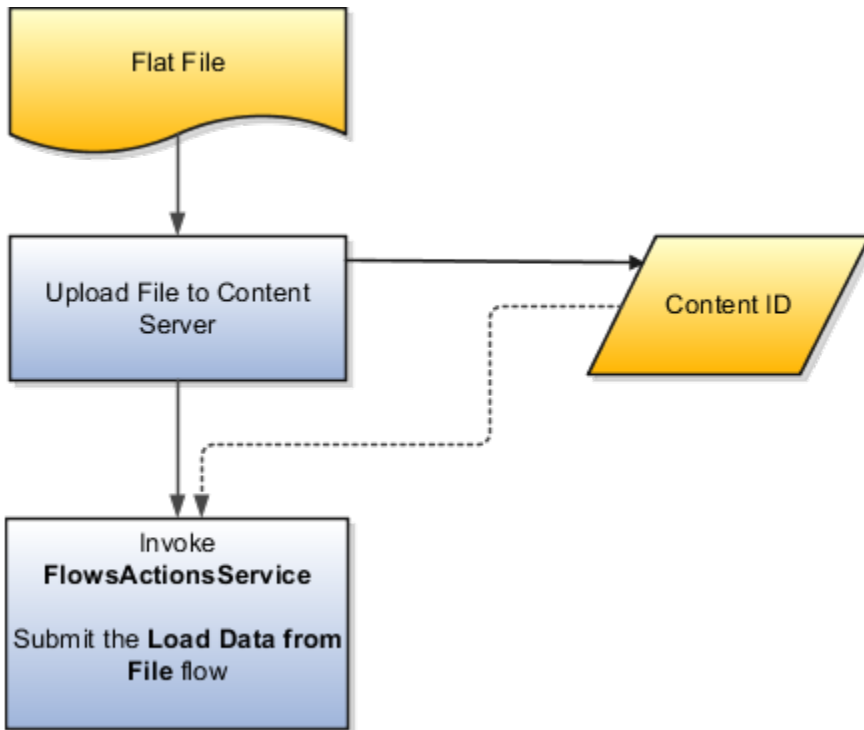 Flat File
Upload File to Content
Server
Content ID
Invoke
FlowsActionsService
Submit the Load Data from
File flow